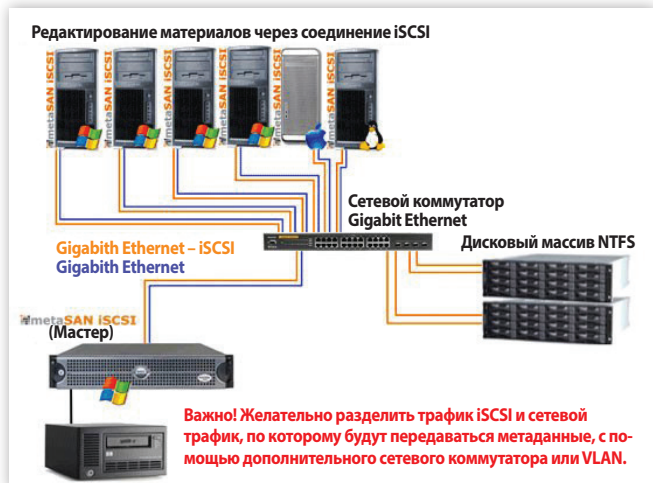 Редактирование материалов через соединение iSCSI
metaSAN iSCSI
metaSAN iSCSI
metaSAN iSCSI
metaSAN iSCSI
metaSAN iSCSI
Сетевой коммутатор
Gigabit Ethernet
Gigabith Ethernet – iSCSI
Gigabith Ethernet
Дисковый массив NTFS
metaSAN iSCSI
(Мастер)
Важно! Желательно разделить трафик iSCSI и сетевой
трафик, по которому будут передаваться метаданные, с по-
мощью дополнительного сетевого коммутатора или VLAN.